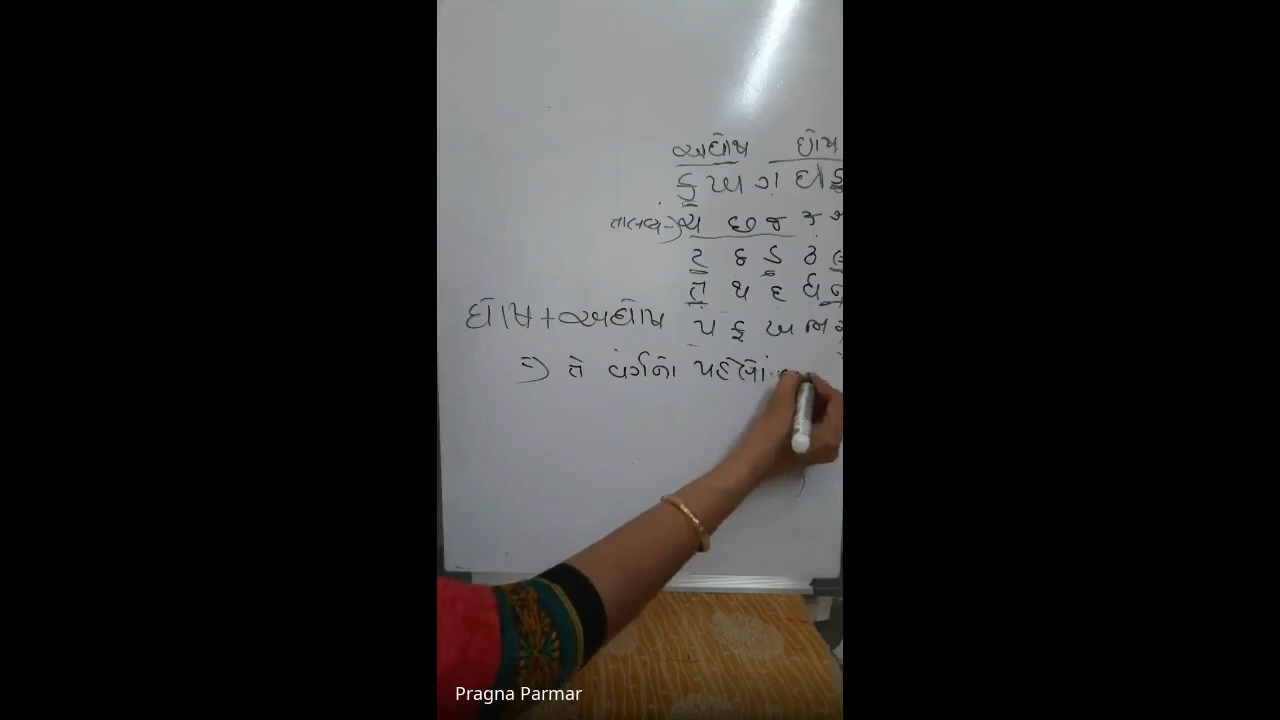 અઘોષ ઘોષ
ક ખ ગ ઘ ઙ
તાલવ્ય→ ચ છ જ ઝ
ટ ઠ ડ ઢ
ત થ દ ધ ન
ઘોષ+અઘોષ પ ફ બ ભ
⇒ તે વર્ગનો પહેલો
Pragna Parmar